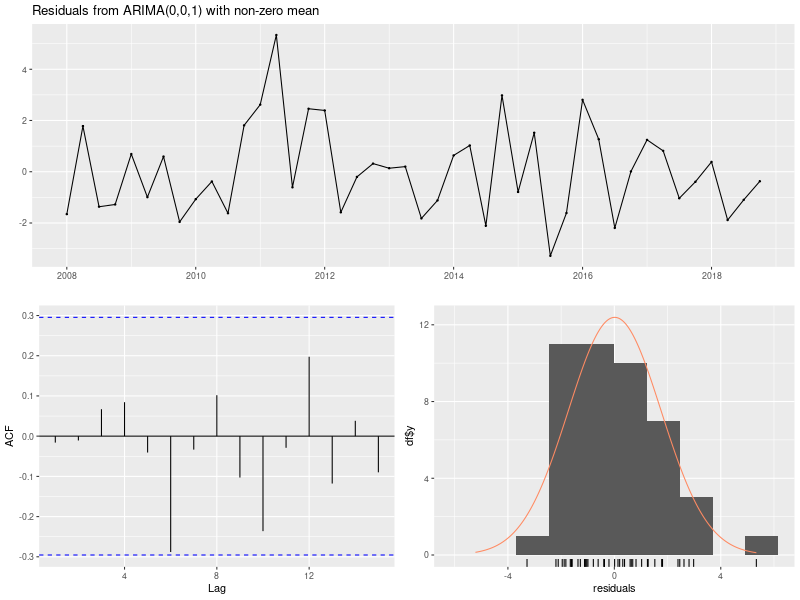 Residuals from ARIMA(0,0,1) with non-zero mean
4
2
0
-2
2008 2010 2012 2014 2016 2018
0.3
0.2
0.1
0.0
-0.1
-0.2
-0.3
ACF
4 8 12
Lag
12
8
4
0
df$y
-4 0 4
residuals